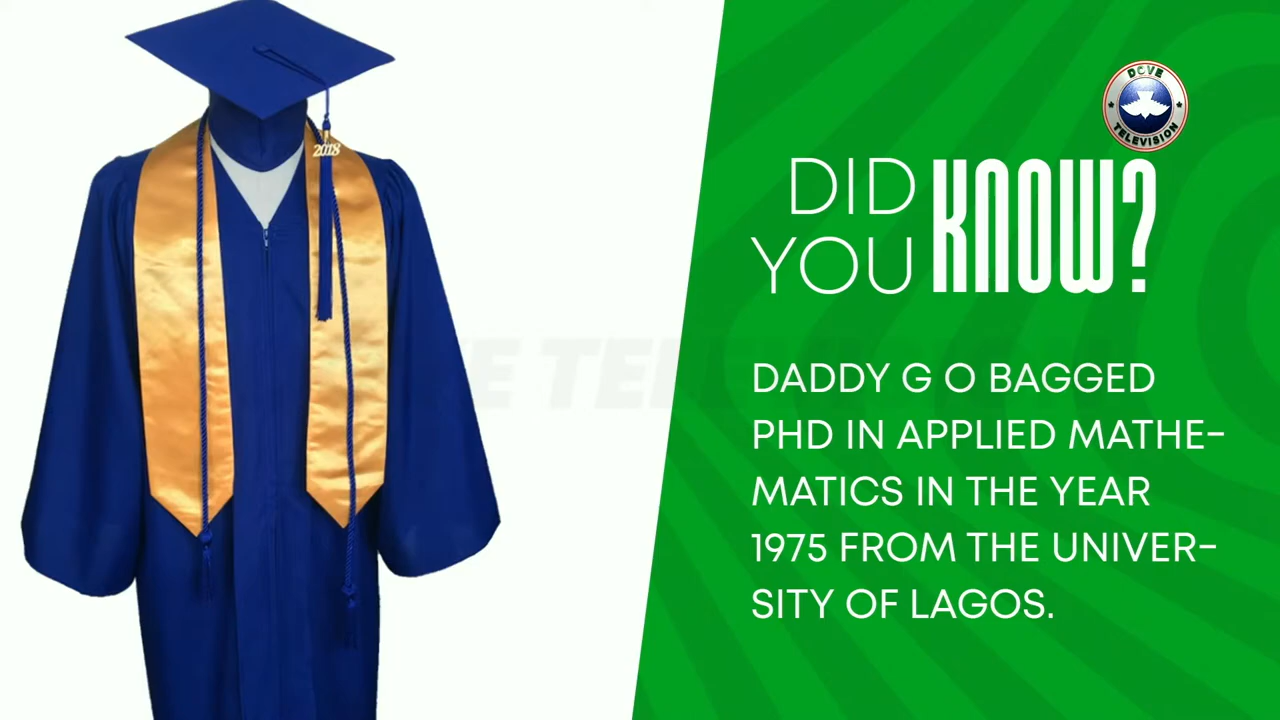 2018
DOVE
TELEVISION
DID
YOU KNOW?
E TELEVI
DADDY G O BAGGED
PHD IN APPLIED MATHE-
MATICS IN THE YEAR
1975 FROM THE UNIVER-
SITY OF LAGOS.